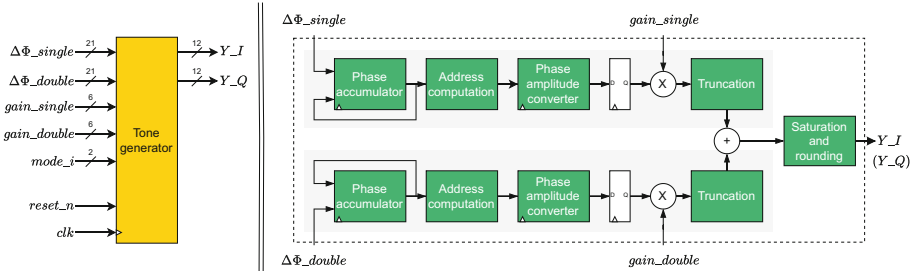 ΔΦ_single
21
ΔΦ_double
21
gain_single
6
gain_double
6
mode_i
2
reset_n
clk
Tone
generator
12
Y_I
12
Y_Q
ΔΦ_single
gain_single
Phase
accumulator
Address
computation
Phase
amplitude
converter
X
Truncation
+
Saturation
and
rounding
Y_I
(Y_Q)
Phase
accumulator
Address
computation
Phase
amplitude
converter
X
Truncation
ΔΦ_double
gain_double